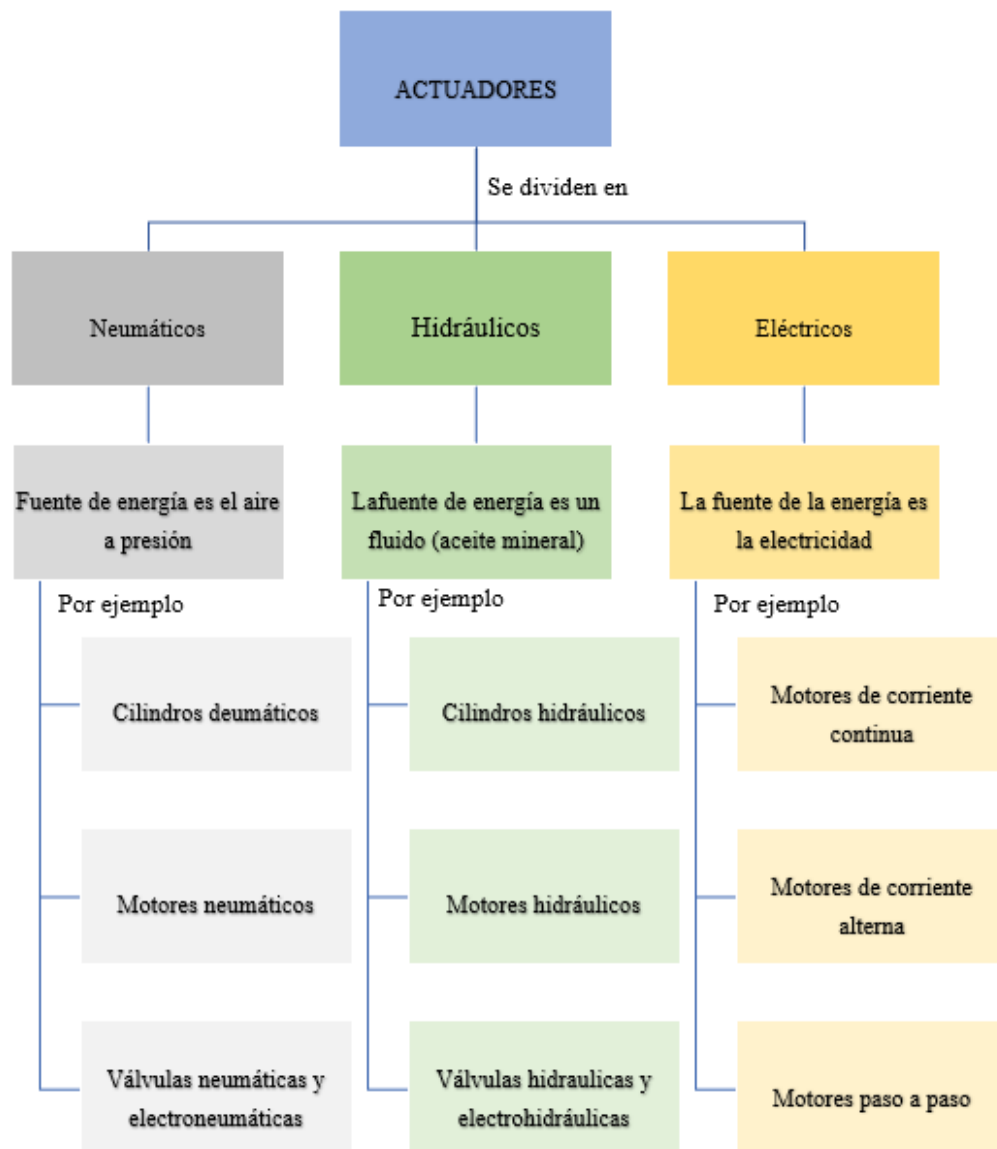 ACTUADORES
Se dividen en
Neumáticos
Hidráulicos
Eléctricos
Fuente de energía es el aire
a presión
Lafuente de energía es un
fluido (aceite mineral)
La fuente de la energía es
la electricidad
Por ejemplo
Por ejemplo
Por ejemplo
Cilindros deumáticos
Cilindros hidráulicos
Motores de corriente
continua
Motores neumáticos
Motores hidráulicos
Motores de corriente
alterna
Válvulas neumáticas y
electroneumáticas
Válvulas hidraulicas y
electrohidráulicas
Motores paso a paso